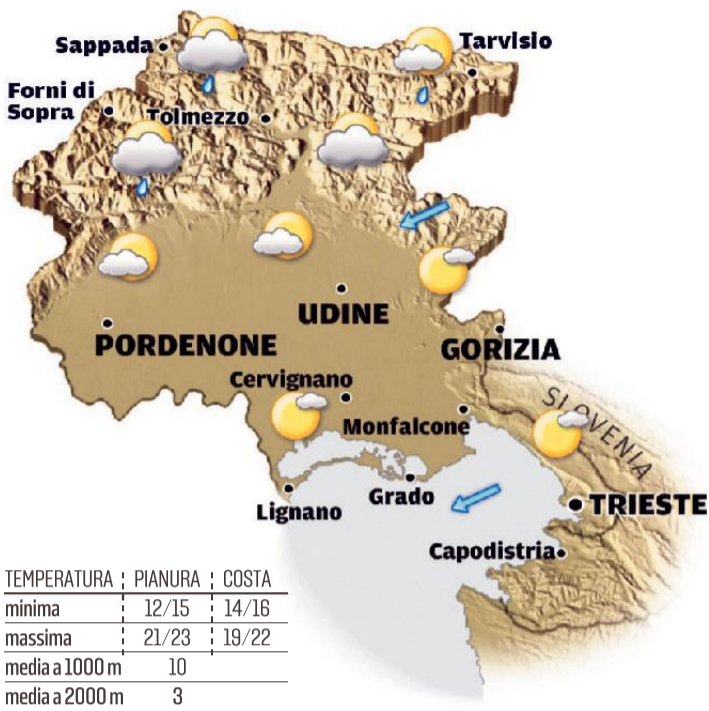 Sappada
Tarvisio
Forni di
Sopra
Tolmezzo
UDINE
PORDENONE
GORIZIA
Cervignano
SLOVENIA
Monfalcone
Grado
Lignano
TRIESTE
Capodistria
TEMPERATURA PIANURA COSTA
minima 12/15 14/16
massima 21/23 19/22
media a 1000 m 10
media a 2000 m 3